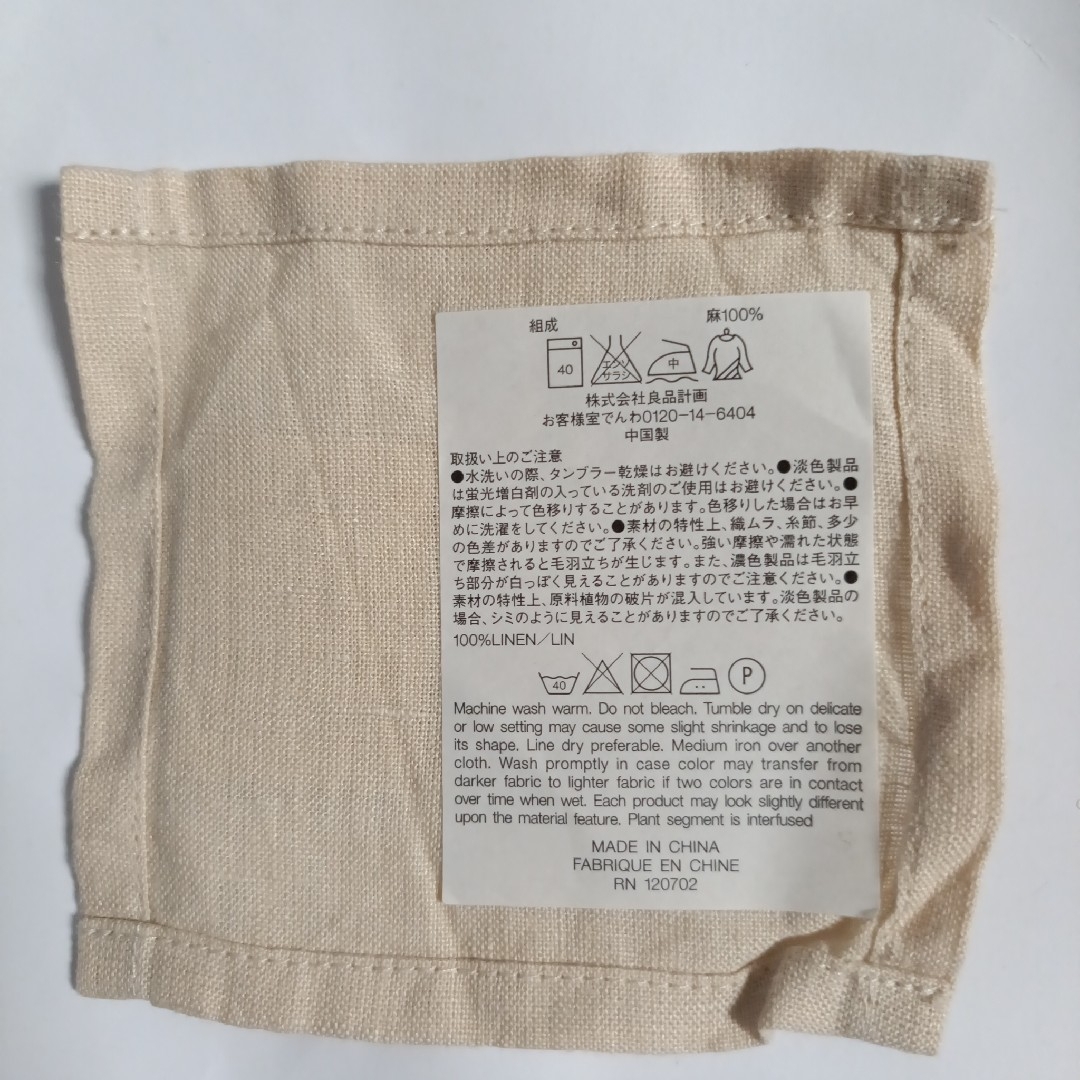 組成 麻100%
40 エンソサラシ 中
株式会社良品計画
お客様室でんわ0120-14-6404
中国製
取扱い上のご注意
●水洗いの際、タンブラー乾燥はお避けください。●淡色製品
は蛍光増白剤の入っている洗剤のご使用はお避けください。●
摩擦によって色移りすることがあります。色移りした場合はお早
めに洗濯をしてください。●素材の特性上、織ムラ、糸節、多少
の色差がありますのでご了承ください。強い摩擦や濡れた状態
で摩擦されると毛羽立ちが生じます。また、濃色製品は毛羽立
ち部分が白っぽく見えることがありますのでご注意ください。●
素材の特性上、原料植物の破片が混入しています。淡色製品の
場合、シミのように見えることがありますのでご了承ください。
100%LINEN/LIN
40 P
Machine wash warm. Do not bleach. Tumble dry on delicate
or low setting may cause some slight shrinkage and to lose
its shape. Line dry preferable. Medium iron over another
cloth. Wash promptly in case color may transfer from
darker fabric to lighter fabric if two colors are in contact
over time when wet. Each product may look slightly different
upon the material feature. Plant segment is interfused
MADE IN CHINA
FABRIQUE EN CHINE
RN 120702